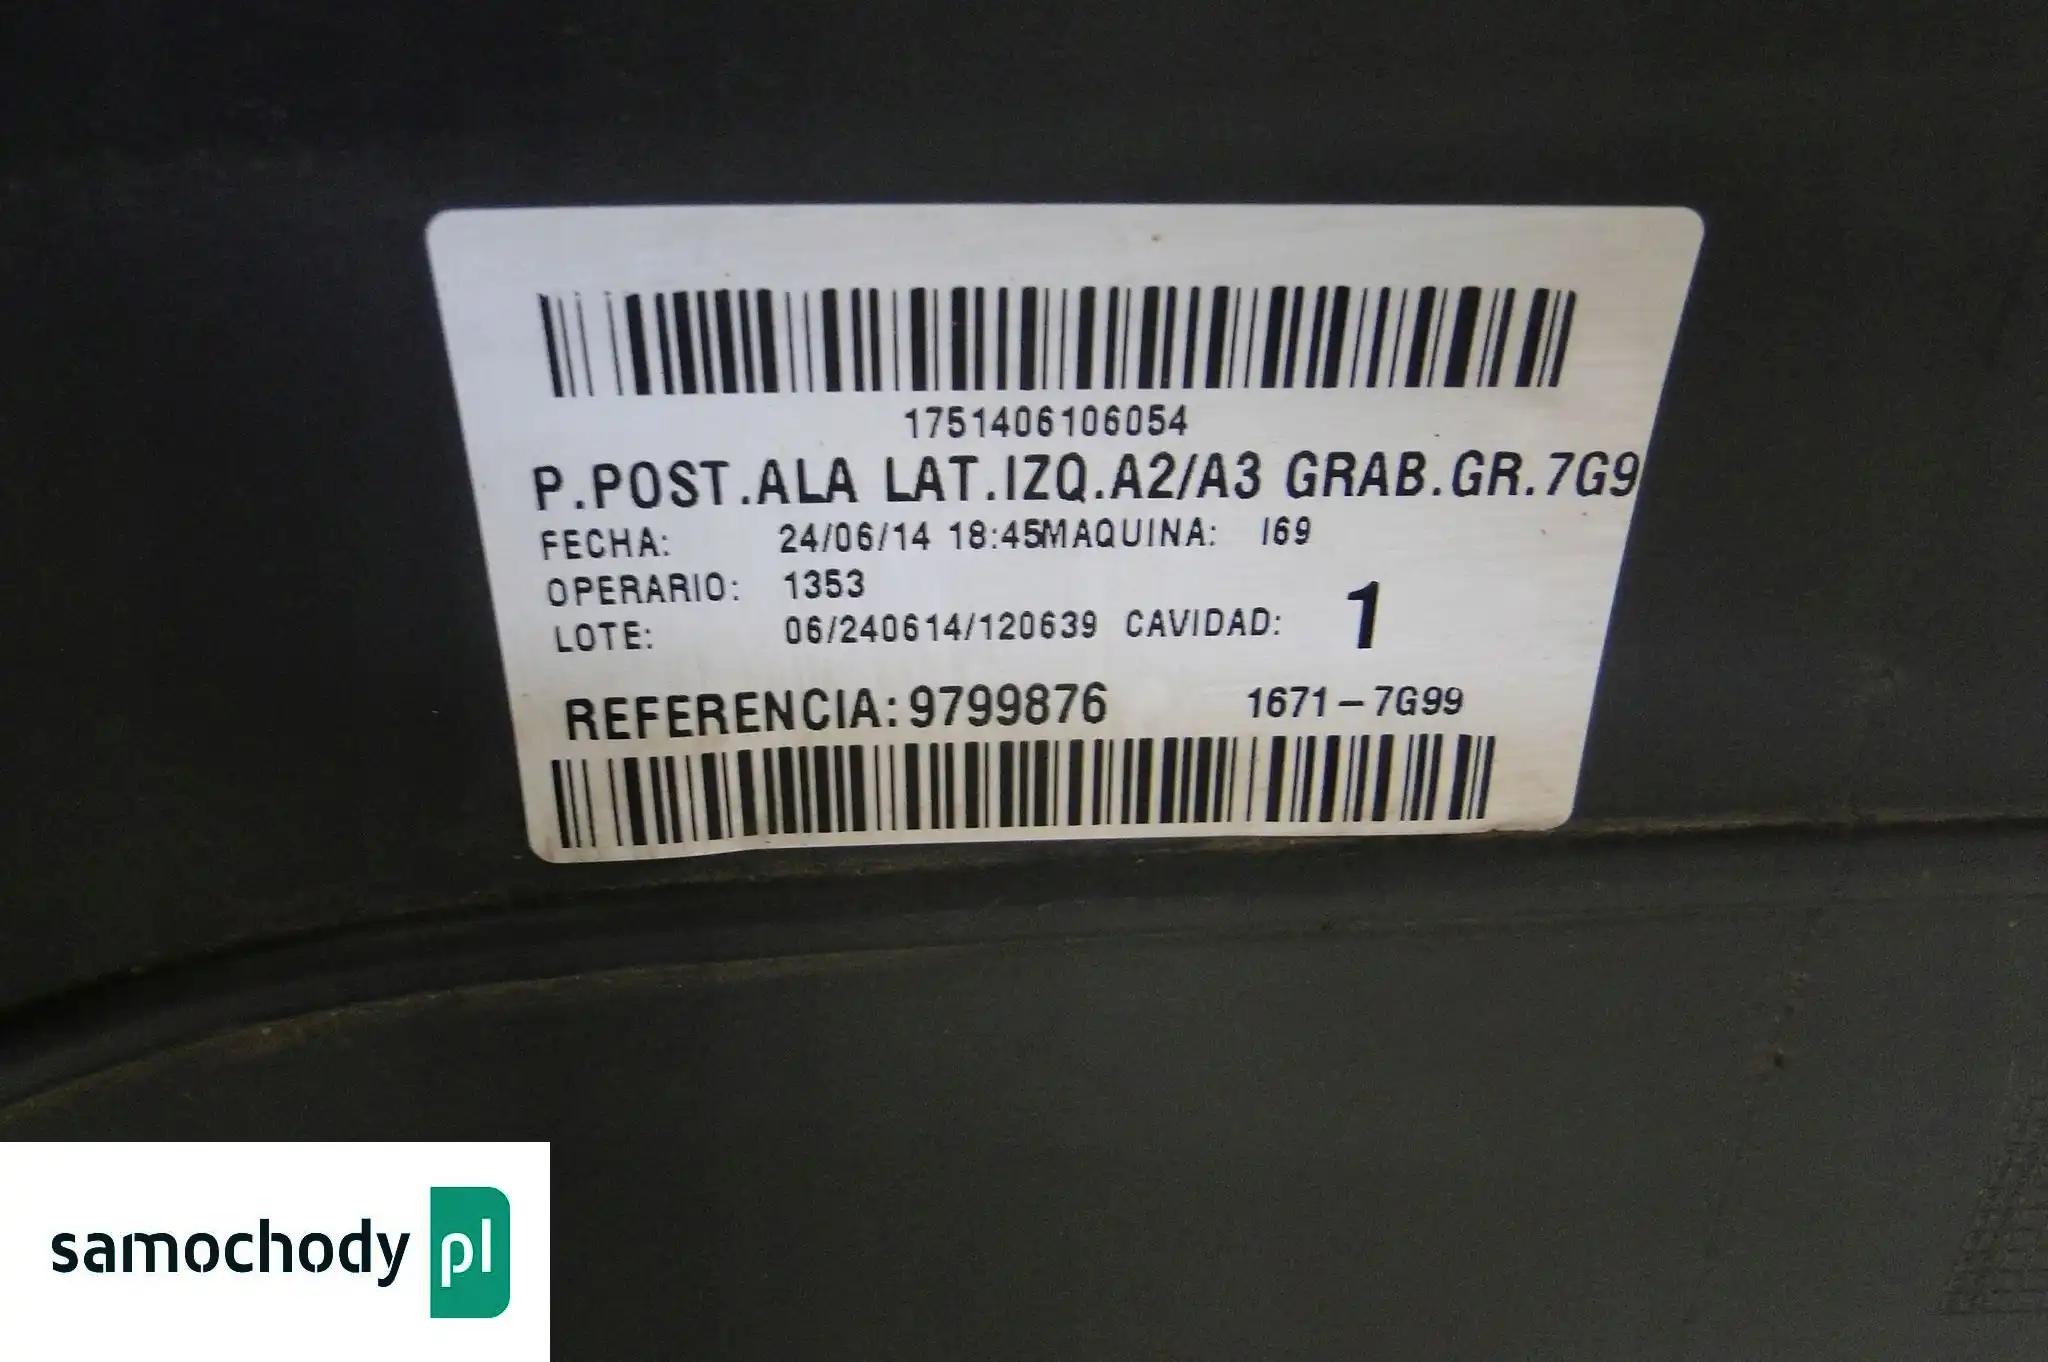 1751406106054
P.POST.ALA LAT.IZQ.A2/A3 GRAB.GR.7G9
FECHA: 24/06/14 18:45MAQUINA: I69
OPERARIO: 1353
LOTE: 06/240614/120639 CAVIDAD: 1
REFERENCIA:9799876 1671-7G99
samochody pl